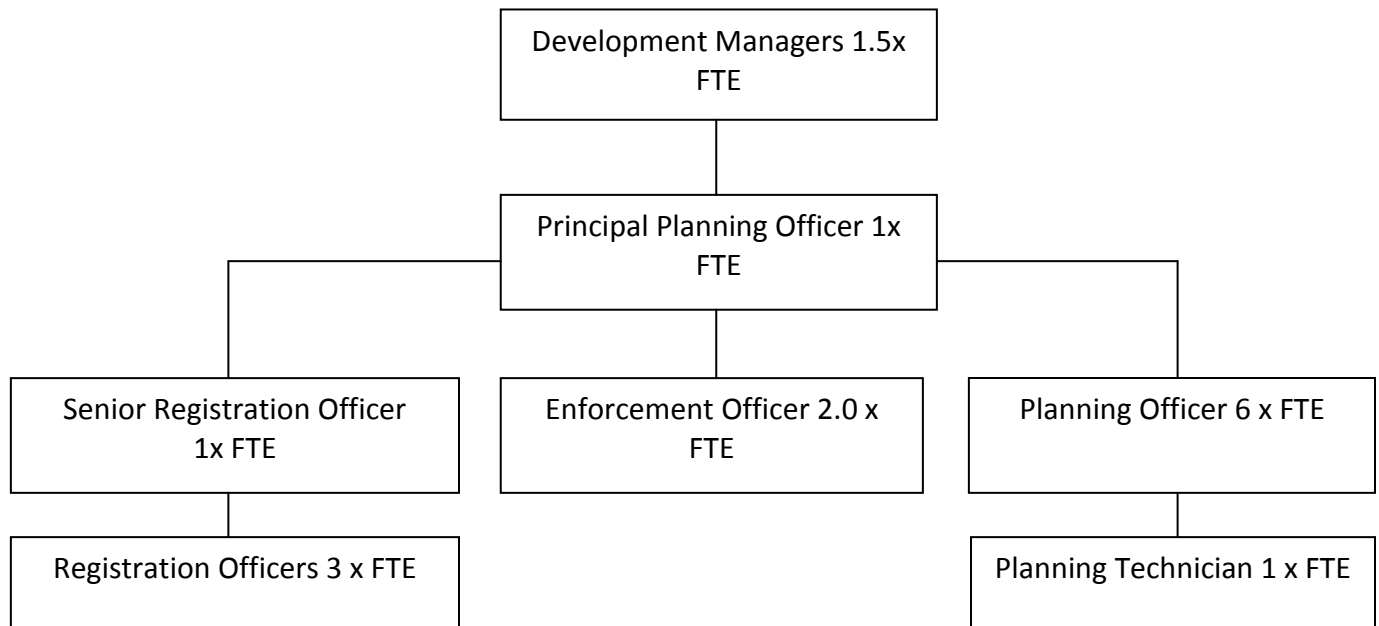 Development Managers 1.5x
FTE
Principal Planning Officer 1x
FTE
Senior Registration Officer
1x FTE
Enforcement Officer 2.0 x
FTE
Planning Officer 6 x FTE
Registration Officers 3 x FTE
Planning Technician 1 x FTE